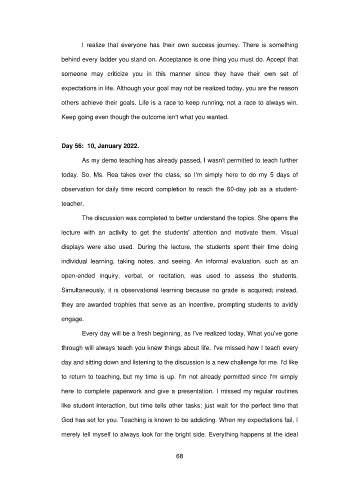 I realize that everyone has their own success journey. There is something
behind every ladder you stand on. Acceptance is one thing you must do. Accept that
someone may criticize you in this manner since they have their own set of
expectations in life. Although your goal may not be realized today, you are the reason
others achieve their goals. Life is a race to keep running, not a race to always win.
Keep going even though the outcome isn't what you wanted.
Day 56: 10, January 2022.
As my demo teaching has already passed, I wasn't permitted to teach further
today. So, Ms. Rea takes over the class, so I'm simply here to do my 5 days of
observation for daily time record completion to reach the 60-day job as a student-
teacher.
The discussion was completed to better understand the topics. She opens the
lecture with an activity to get the students' attention and motivate them. Visual
displays were also used. During the lecture, the students spent their time doing
individual learning, taking notes, and seeing. An informal evaluation, such as an
open-ended inquiry, verbal, or recitation, was used to assess the students.
Simultaneously, it is observational learning because no grade is acquired; instead,
they are awarded trophies that serve as an incentive, prompting students to avidly
engage.
Every day will be a fresh beginning, as I've realized today. What you've gone
through will always teach you knew things about life. I've missed how I teach every
day and sitting down and listening to the discussion is a new challenge for me. I'd like
to return to teaching, but my time is up. I'm not already permitted since I'm simply
here to complete paperwork and give a presentation. I missed my regular routines
like student interaction, but time tells other tasks; just wait for the perfect time that
God has set for you. Teaching is known to be addicting. When my expectations fail, I
merely tell myself to always look for the bright side. Everything happens at the ideal
68